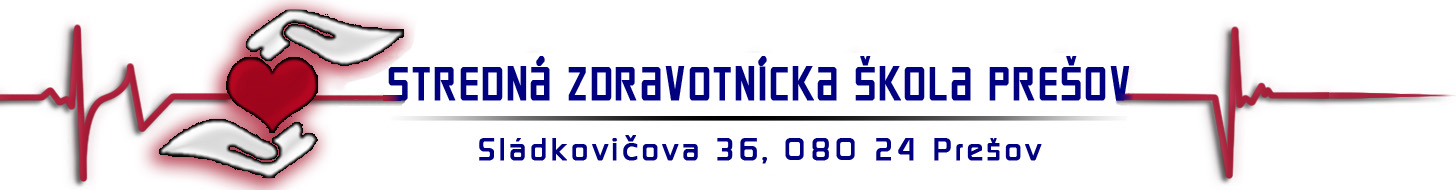 STREDNÁ ZDRAVOTNÍCKA ŠKOLA PREŠOV
Sládkovičova 36, 080 24 Prešov